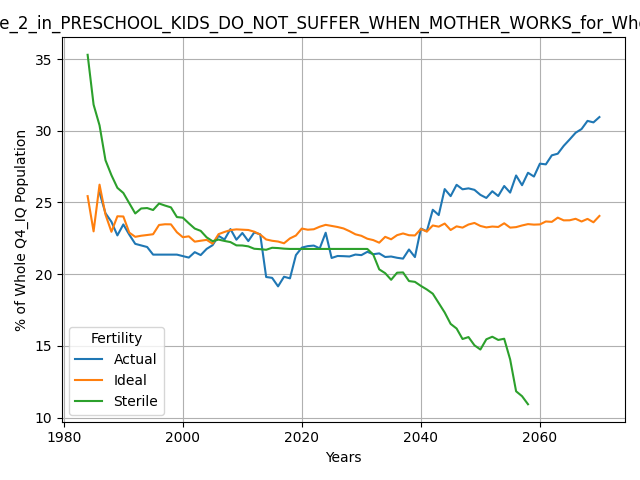 e_2_in_PRESCHOOL_KIDS_DO_NOT_SUFFER_WHEN_MOTHER_WORKS_for_Who
% of Whole Q4_IQ Population
35
30
25
20
15
10
Fertility
Actual
Ideal
Sterile
1980 2000 2020 2040 2060
Years